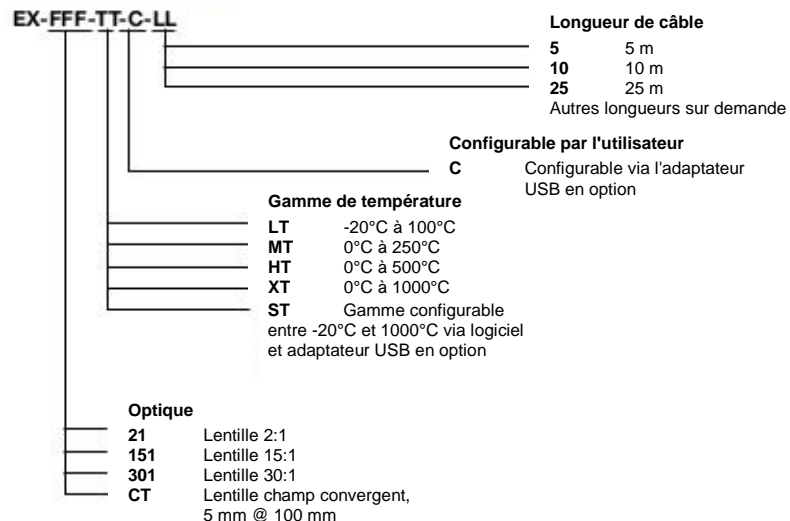 EX-FFF-TT-C-LL
Longueur de câble
5 5 m
10 10 m
25 25 m
Autres longueurs sur demande
Configurable par l'utilisateur
C Configurable via l'adaptateur
USB en option
Gamme de température
LT -20°C à 100°C
MT 0°C à 250°C
HT 0°C à 500°C
XT 0°C à 1000°C
ST Gamme configurable
entre -20°C et 1000°C via logiciel
et adaptateur USB en option
Optique
21 Lentille 2:1
151 Lentille 15:1
301 Lentille 30:1
CT Lentille champ convergent,
5 mm @ 100 mm